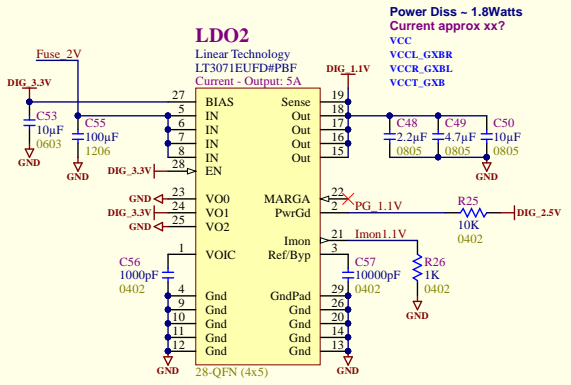 Power Diss ~ 1.8Watts
Current approx xx?
VCC
VCCL_GXBR
VCCR_GXBL
VCCT_GXB
LDO2
Linear Technology
LT3071EUFD#PBF
Current - Output: 5A
Fuse_2V
DIG_3.3V
DIG_1.1V
27 BIAS Sense 19
5 IN Out 18
6 IN Out 17
7 IN Out 16
8 IN Out 15
28 EN
DIG_3.3V
C53
10µF
0603
GND
C55
100µF
1206
GND
C48
2.2µF
0805
C49
4.7µF
0805
C50
10µF
0805
GND
GND 23 VO0 MARGA 22
DIG_3.3V 24 VO1 PwrGd 2 PG_1.1V
GND 25 VO2
R25
10K
0402
DIG_2.5V
Imon 21 Imon1.1V
1 VOIC Ref/Byp 3
C56
1000pF
0402
C57
10000pF
0402
R26
1K
0402
GND
4 Gnd GndPad 29
9 Gnd Gnd 26
10 Gnd Gnd 20
11 Gnd Gnd 14
12 Gnd Gnd 13
GND
GND
28-QFN (4x5)